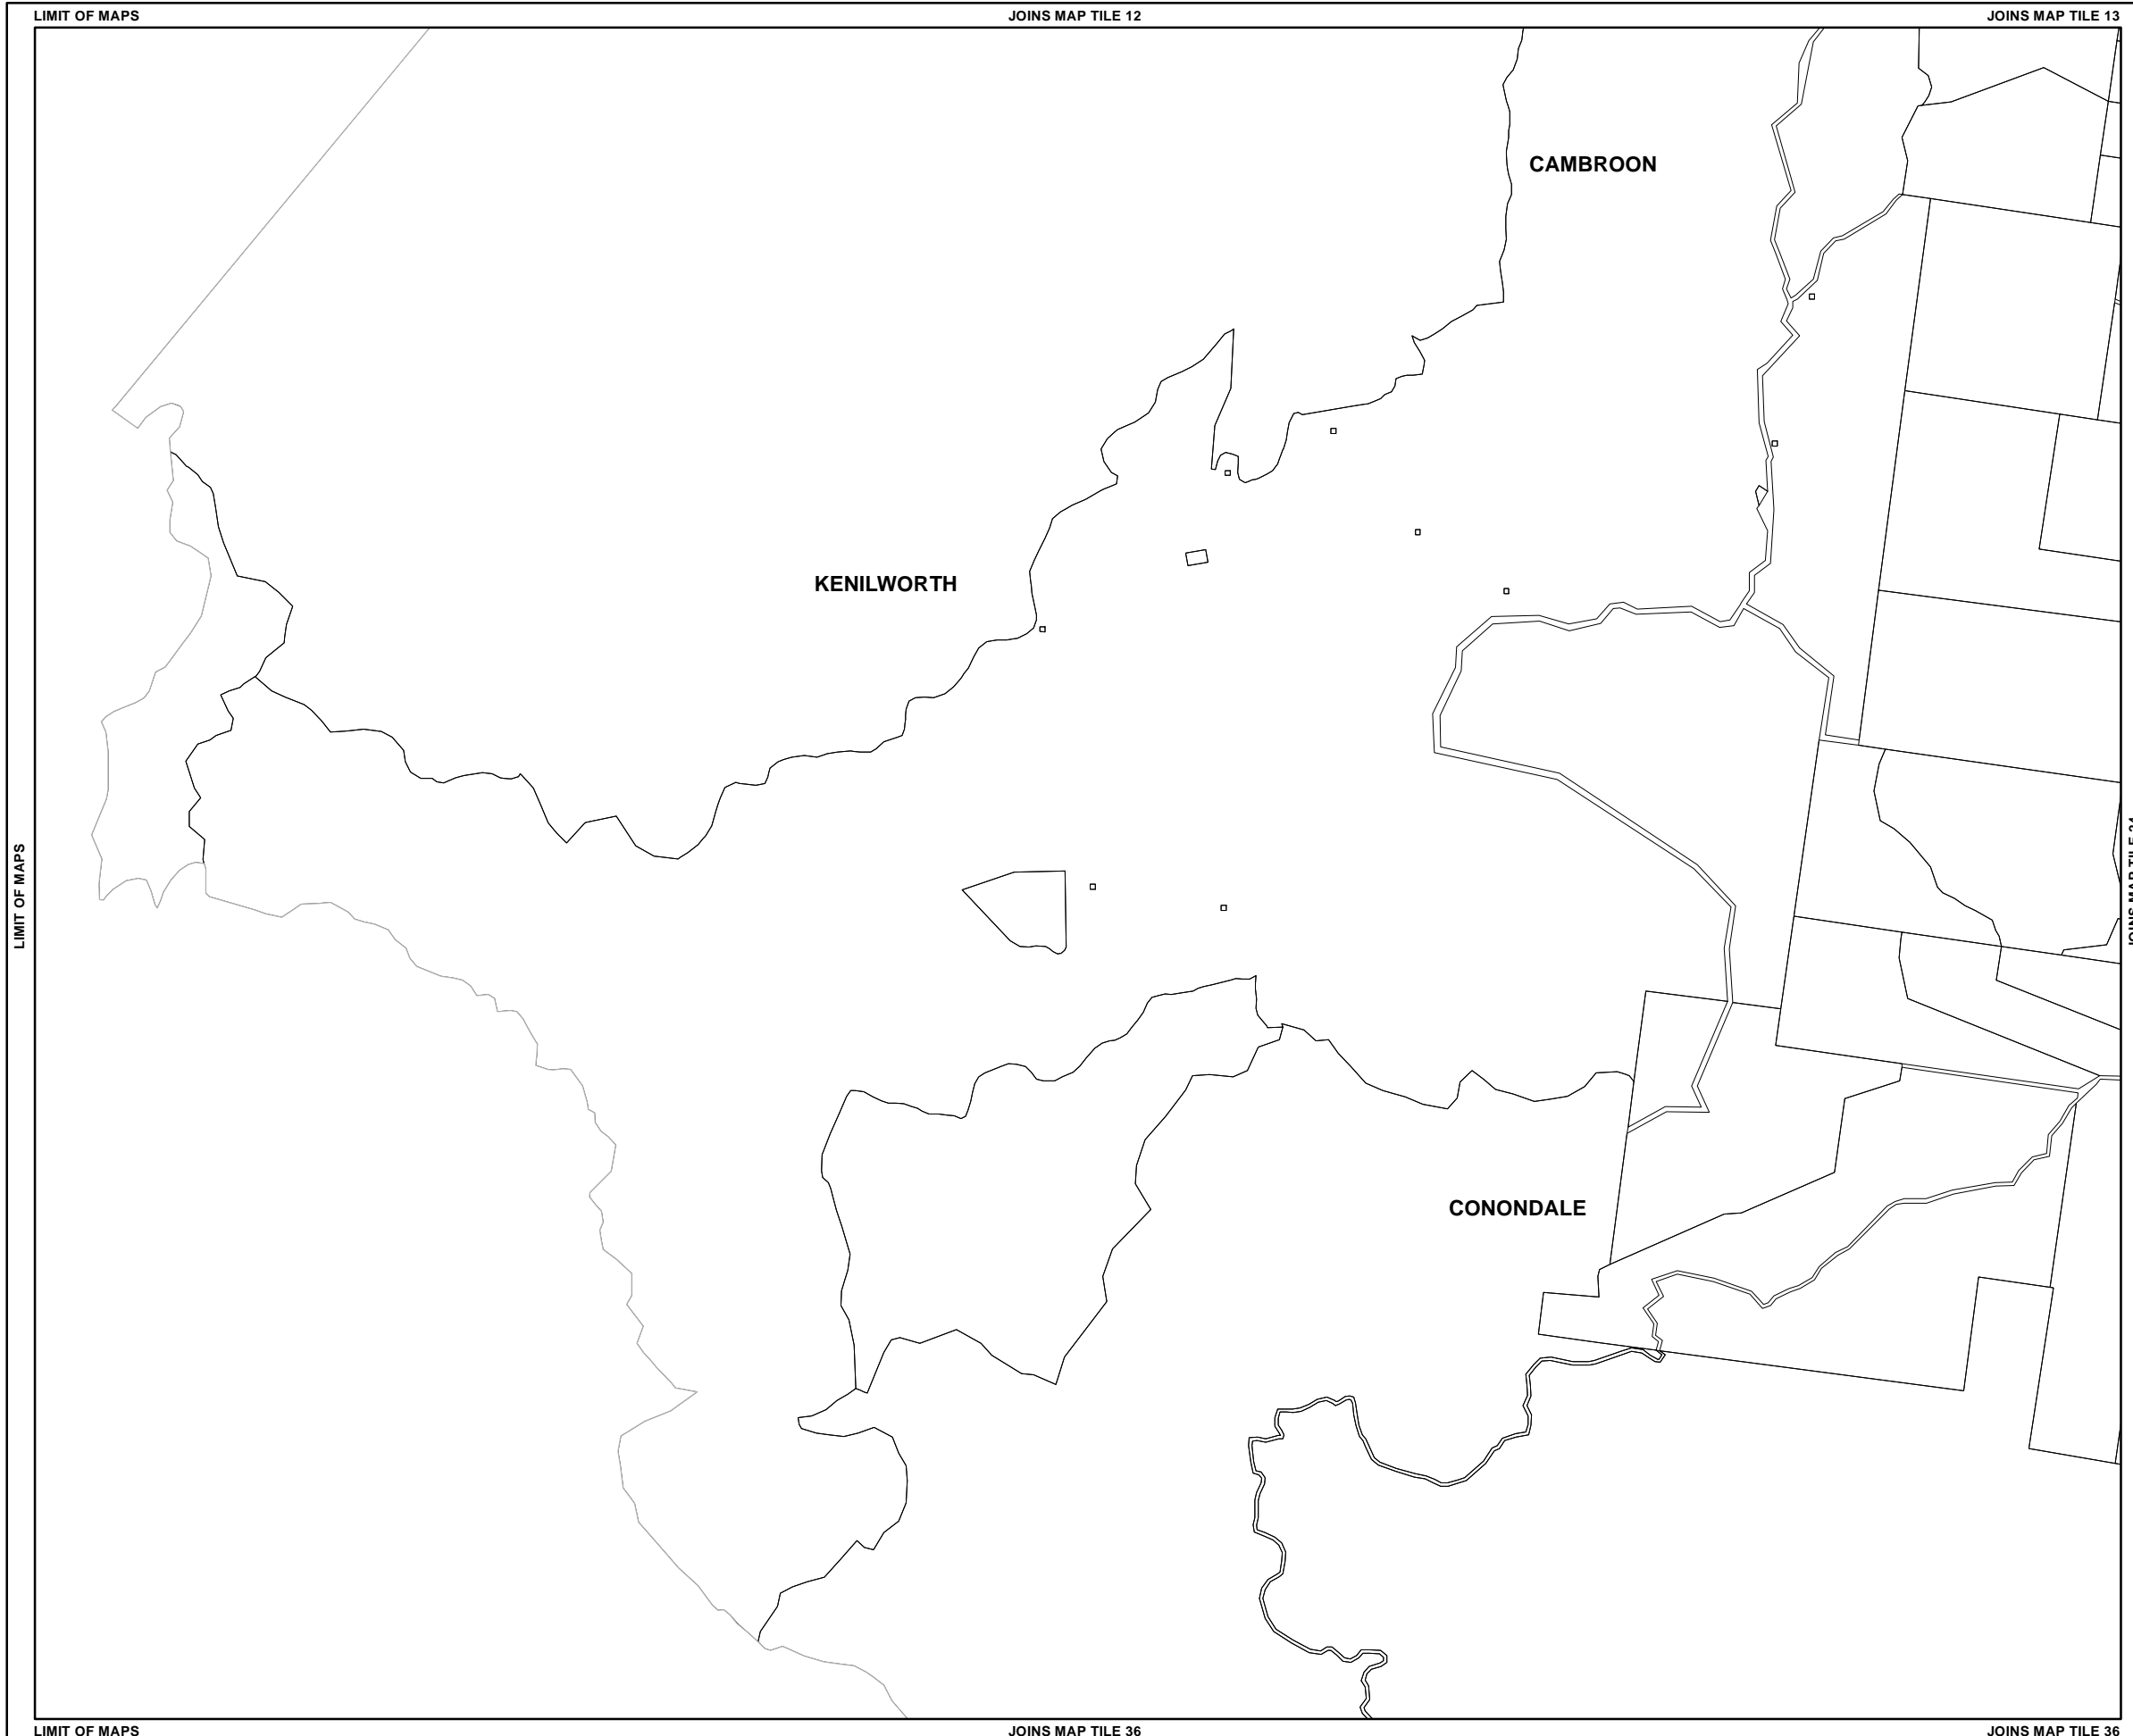 LIMIT OF MAPS
JOINS MAP TILE 12
JOINS MAP TILE 13
CAMBROON
KENILWORTH
LIMIT OF MAPS
CONONDALE
LIMIT OF MAPS
JOINS MAP TILE 36
JOINS MAP TILE 36